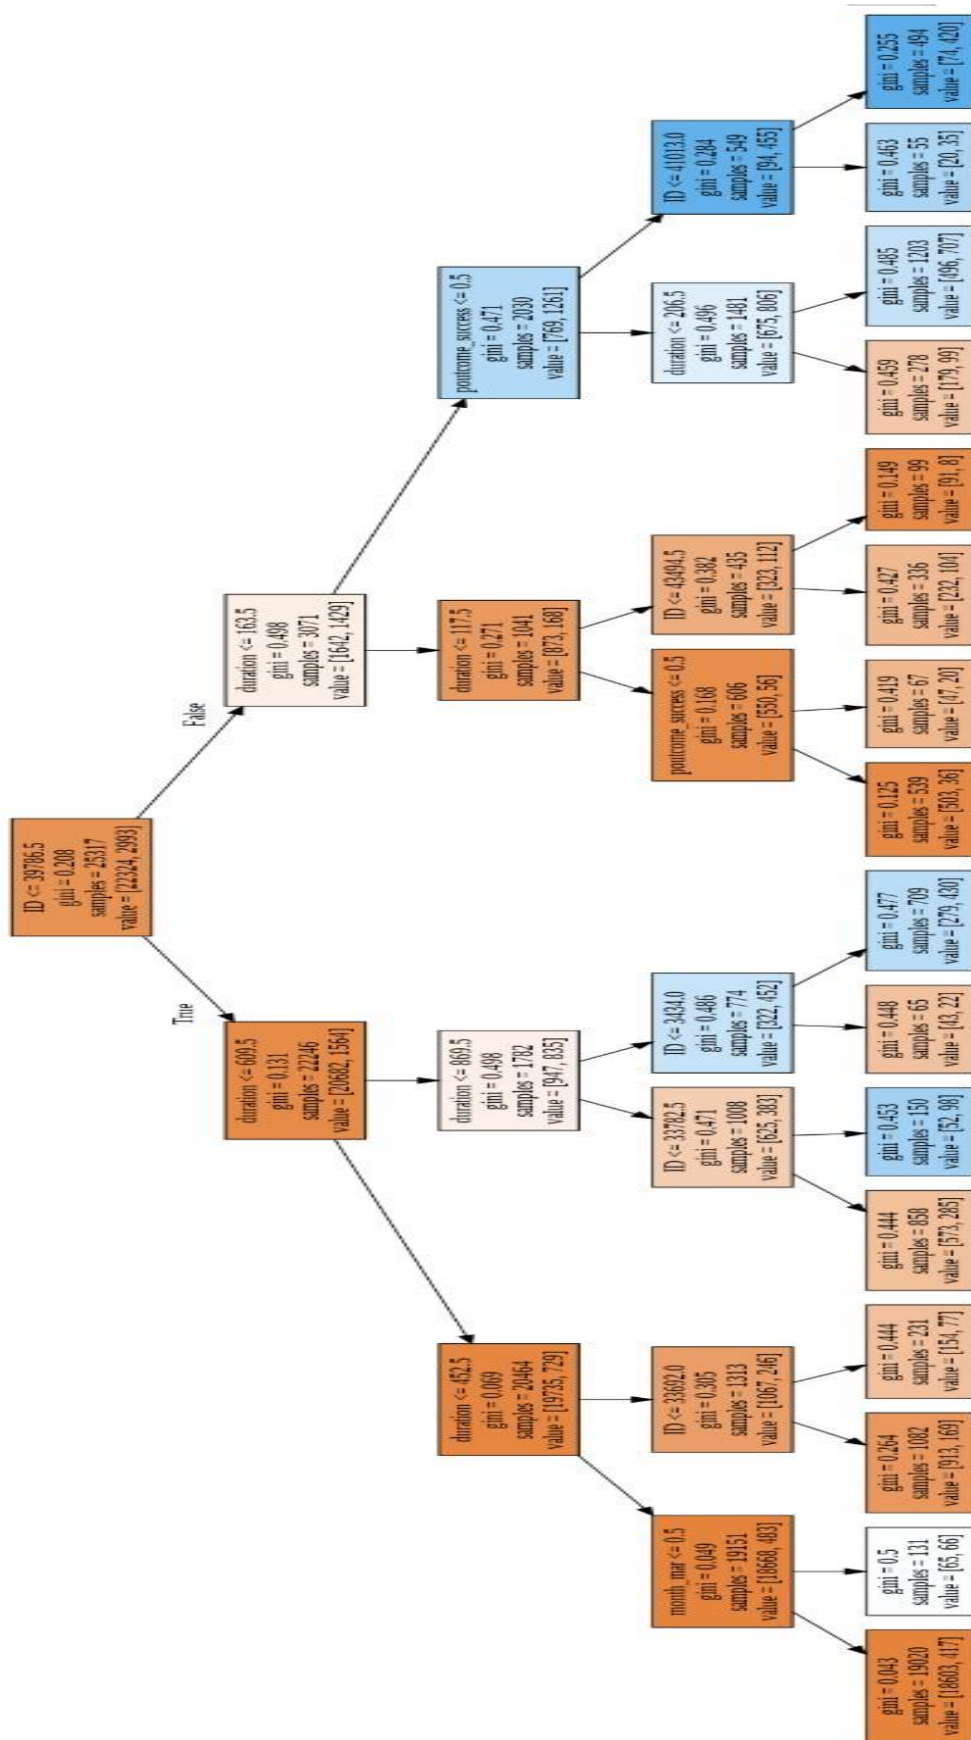 ID <= 39786.5
gini = 0.208
samples = 25317
value = [22324, 2993]
True
False
duration <= 609.5
gini = 0.131
samples = 22246
value = [20682, 1564]
duration <= 163.5
gini = 0.498
samples = 3071
value = [1642, 1429]
duration <= 452.5
gini = 0.069
samples = 20464
value = [19735, 729]
duration <= 869.5
gini = 0.498
samples = 1782
value = [947, 835]
duration <= 117.5
gini = 0.271
samples = 1041
value = [873, 168]
poutcome_success <= 0.5
gini = 0.471
samples = 2030
value = [769, 1261]
month_mar <= 0.5
gini = 0.049
samples = 19151
value = [18668, 483]
ID <= 33692.0
gini = 0.305
samples = 1313
value = [1067, 246]
ID <= 33782.5
gini = 0.471
samples = 1008
value = [625, 383]
ID <= 3434.0
gini = 0.486
samples = 774
value = [322, 452]
poutcome_success <= 0.5
gini = 0.168
samples = 606
value = [550, 56]
ID <= 43494.5
gini = 0.382
samples = 435
value = [323, 112]
duration <= 206.5
gini = 0.496
samples = 1481
value = [675, 806]
ID <= 41013.0
gini = 0.284
samples = 549
value = [94, 455]
gini = 0.043
samples = 19020
value = [18603, 417]
gini = 0.5
samples = 131
value = [65, 66]
gini = 0.264
samples = 1082
value = [913, 169]
gini = 0.444
samples = 231
value = [154, 77]
gini = 0.444
samples = 858
value = [573, 285]
gini = 0.453
samples = 150
value = [52, 98]
gini = 0.448
samples = 65
value = [43, 22]
gini = 0.477
samples = 709
value = [279, 430]
gini = 0.125
samples = 539
value = [503, 36]
gini = 0.419
samples = 67
value = [47, 20]
gini = 0.427
samples = 336
value = [232, 104]
gini = 0.149
samples = 99
value = [91, 8]
gini = 0.459
samples = 278
value = [179, 99]
gini = 0.485
samples = 1203
value = [496, 707]
gini = 0.463
samples = 55
value = [20, 35]
gini = 0.255
samples = 494
value = [74, 420]